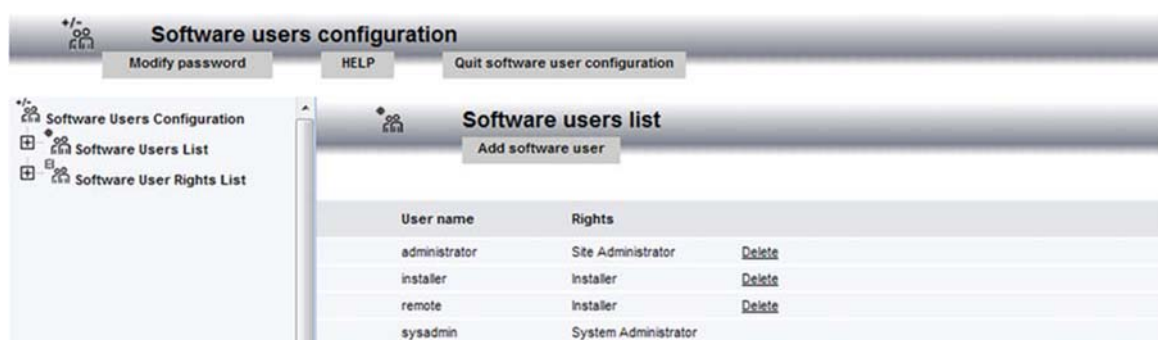 Software users configuration
Modify password HELP Quit software user configuration
Software Users Configuration
Software Users List
Software User Rights List
Software users list
Add software user
User name Rights
administrator Site Administrator Delete
installer Installer Delete
remote Installer Delete
sysadmin System Administrator